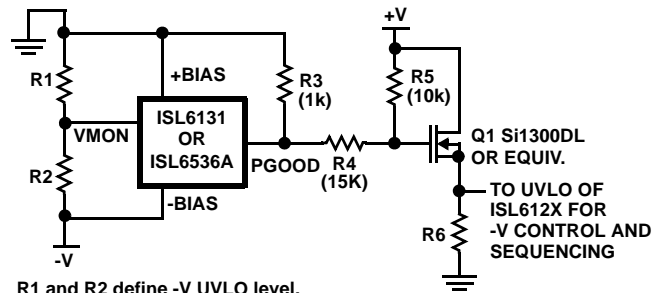 +V
R1
+BIAS
R3
(1k)
R5
(10k)
ISL6131
OR
ISL6536A
VMON
PGOOD
R4
(15K)
Q1 Si1300DL
OR EQUIV.
R2
-BIAS
-V
TO UVLO OF
ISL612X FOR
-V CONTROL AND
SEQUENCING
R6
R1 and R2 define -V UVLO level.